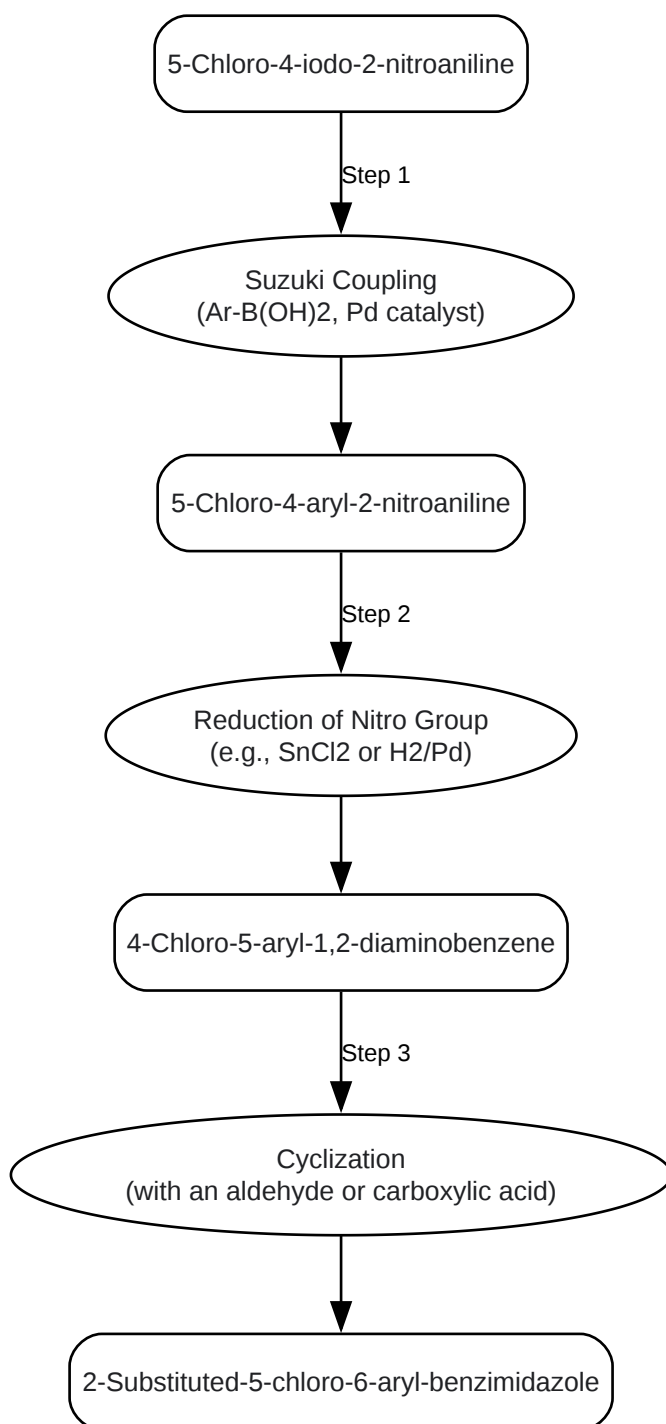 5-Chloro-4-iodo-2-nitroaniline
Step 1
Suzuki Coupling
(Ar-B(OH)2, Pd catalyst)
5-Chloro-4-aryl-2-nitroaniline
Step 2
Reduction of Nitro Group
(e.g., SnCl2 or H2/Pd)
4-Chloro-5-aryl-1,2-diaminobenzene
Step 3
Cyclization
(with an aldehyde or carboxylic acid)
2-Substituted-5-chloro-6-aryl-benzimidazole